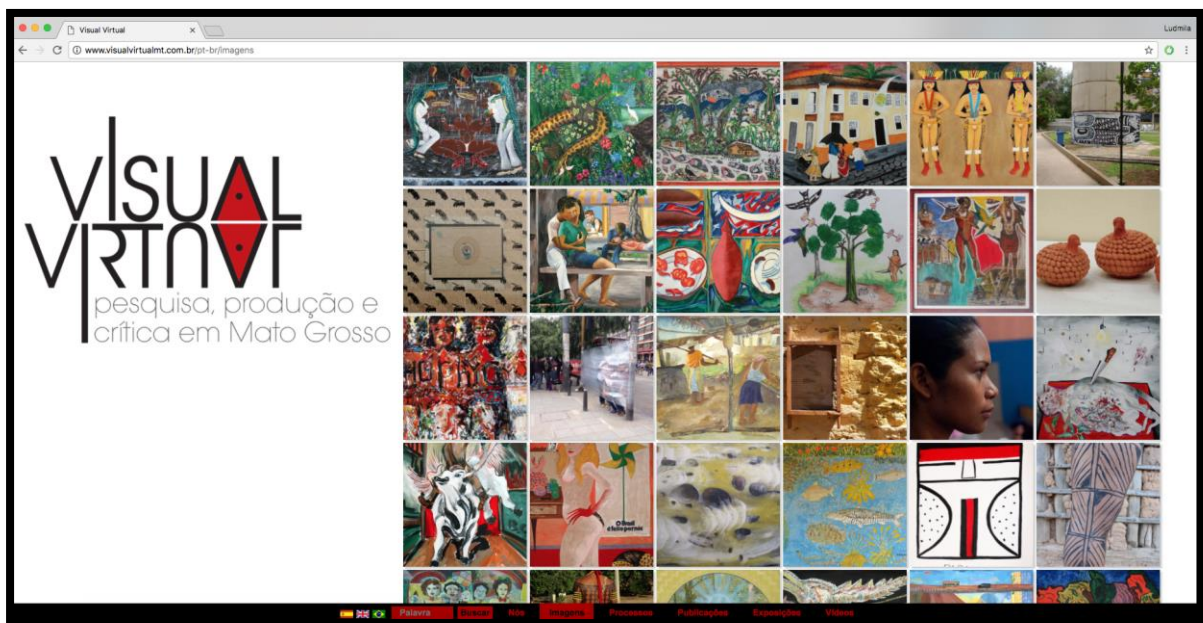 Visual Virtual
Ludmila
www.visualvirtualmt.com.br/pt-br/imagens
VISUAL
VIRTUAL
pesquisa, produção e
crítica em Mato Grosso
Palavra Buscar Nós Imagens Processos Publicações Exposições Vídeos